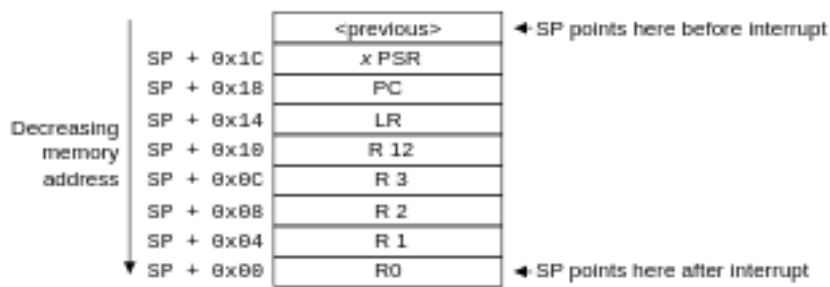 <previous> ◄ SP points here before interrupt
SP + 0x1C x PSR
SP + 0x18 PC
SP + 0x14 LR
SP + 0x10 R 12
SP + 0x0C R 3
SP + 0x08 R 2
SP + 0x04 R 1
SP + 0x00 R0 ◄ SP points here after interrupt
Decreasing
memory
address